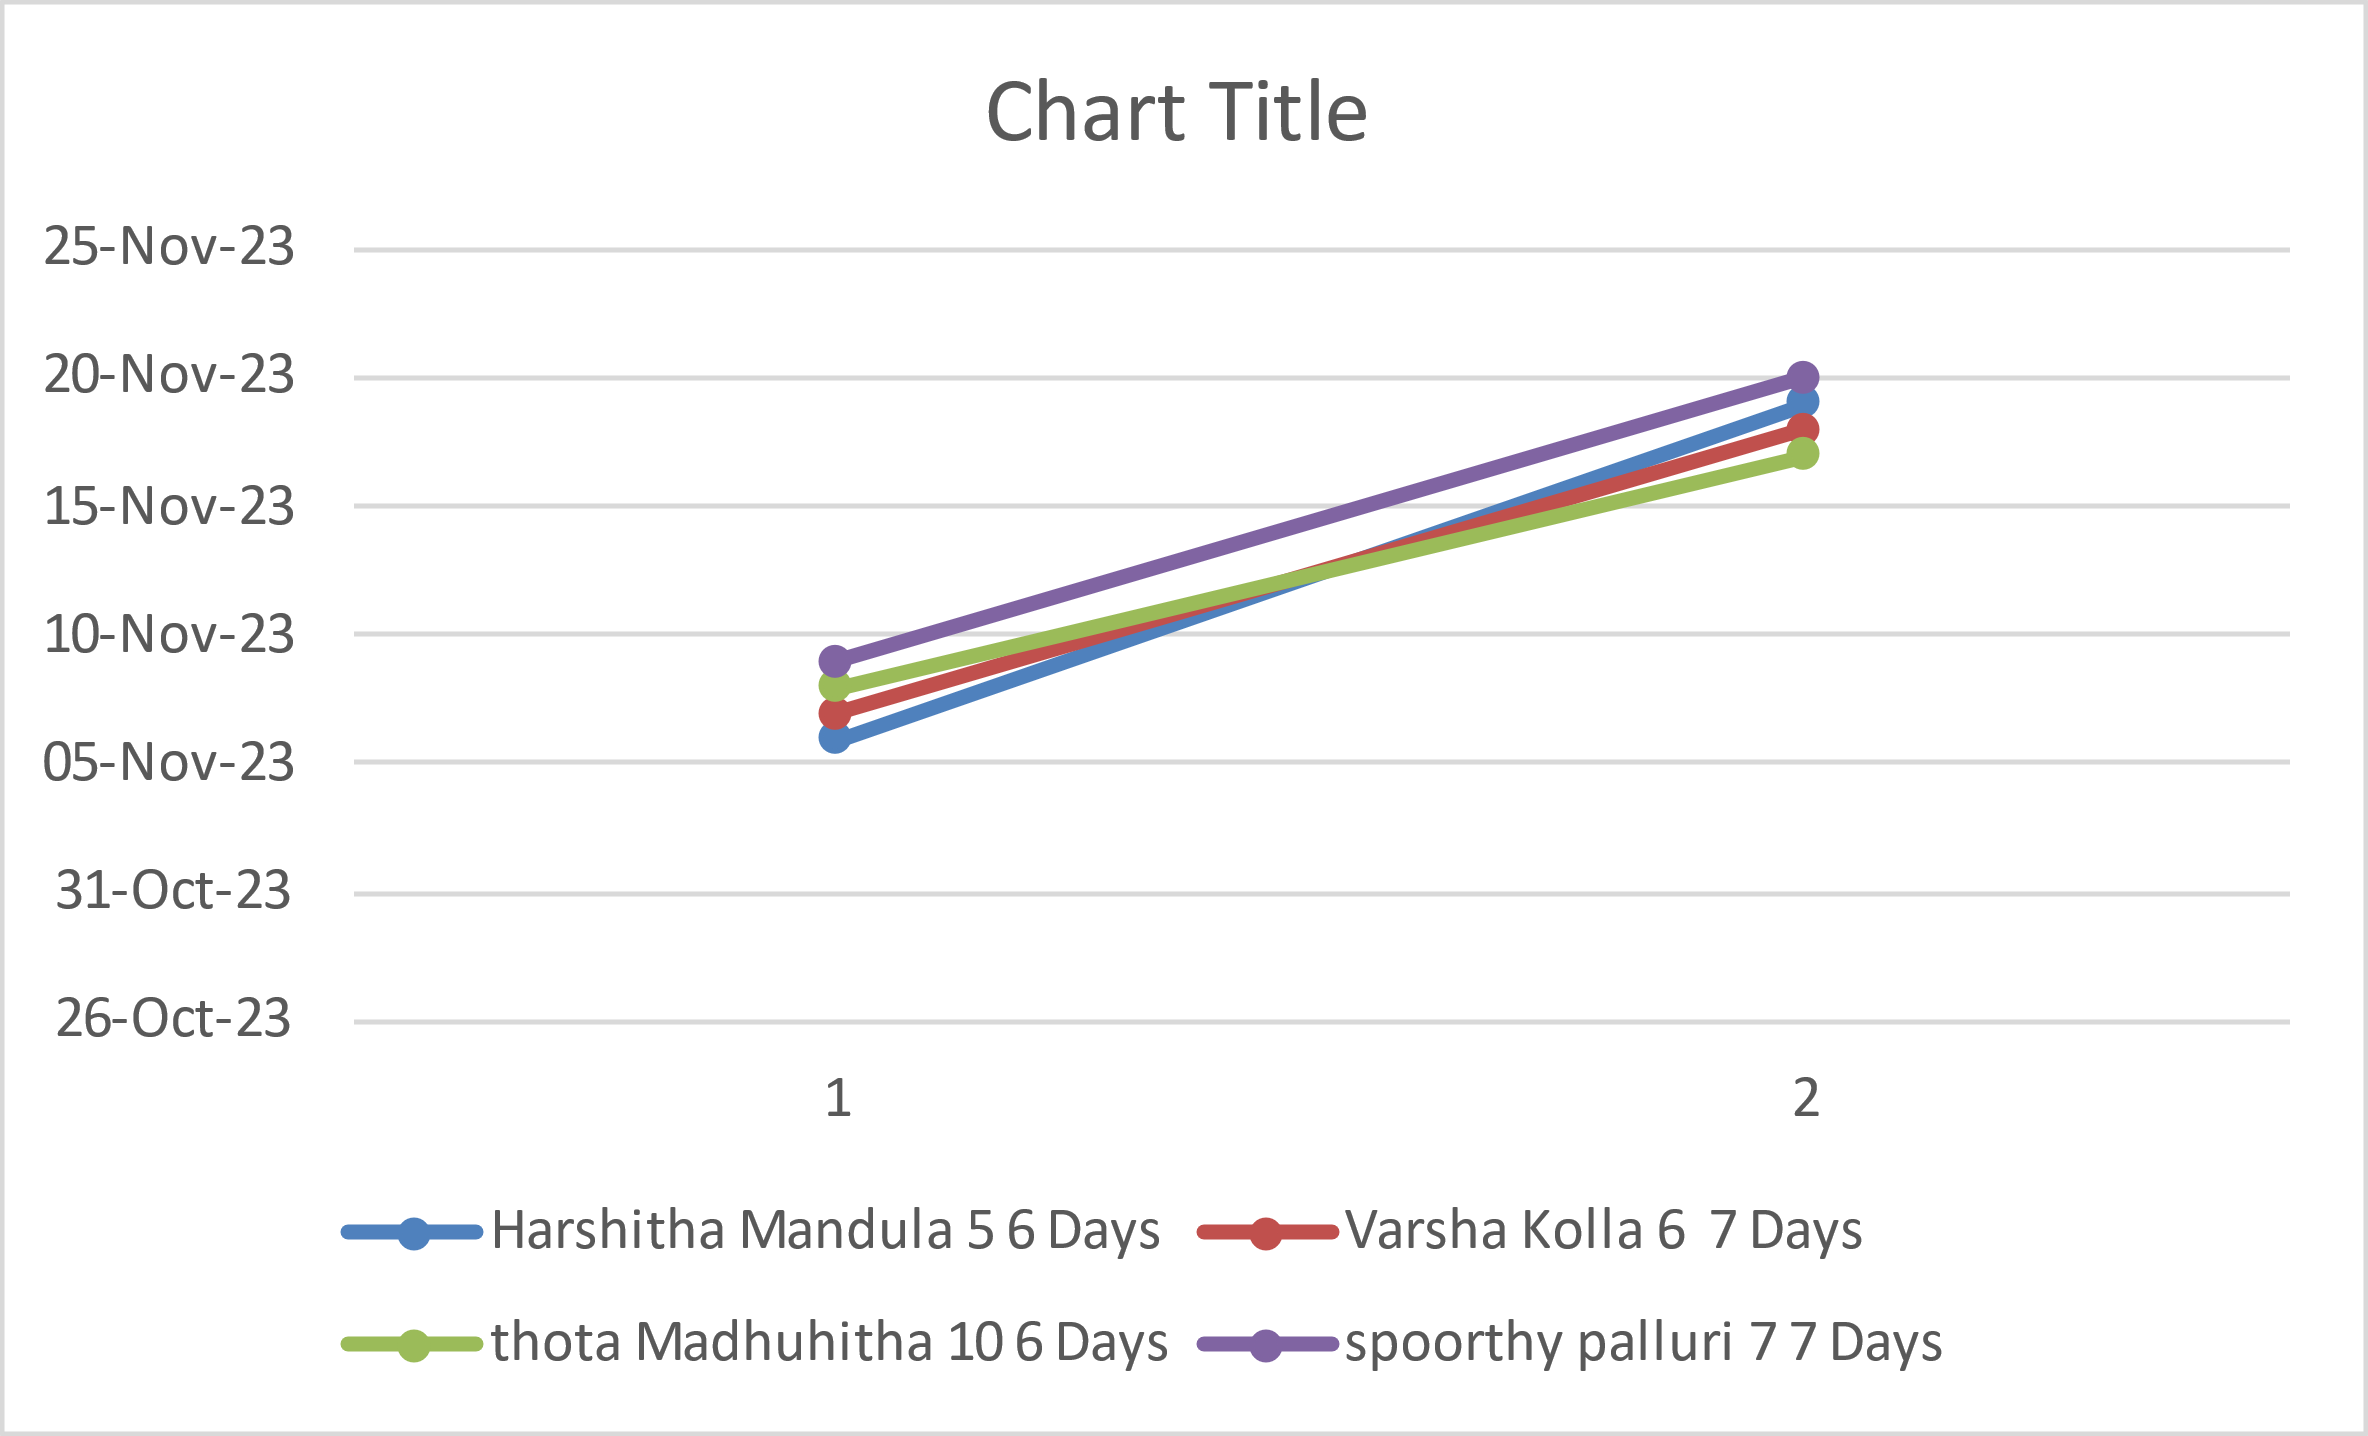 Chart Title
25-Nov-23
20-Nov-23
15-Nov-23
10-Nov-23
05-Nov-23
31-Oct-23
26-Oct-23
1 2
Harshitha Mandula 5 6 Days Varsha Kolla 6  7 Days
thota Madhuhitha 10 6 Days spoorthy palluri 7 7 Days